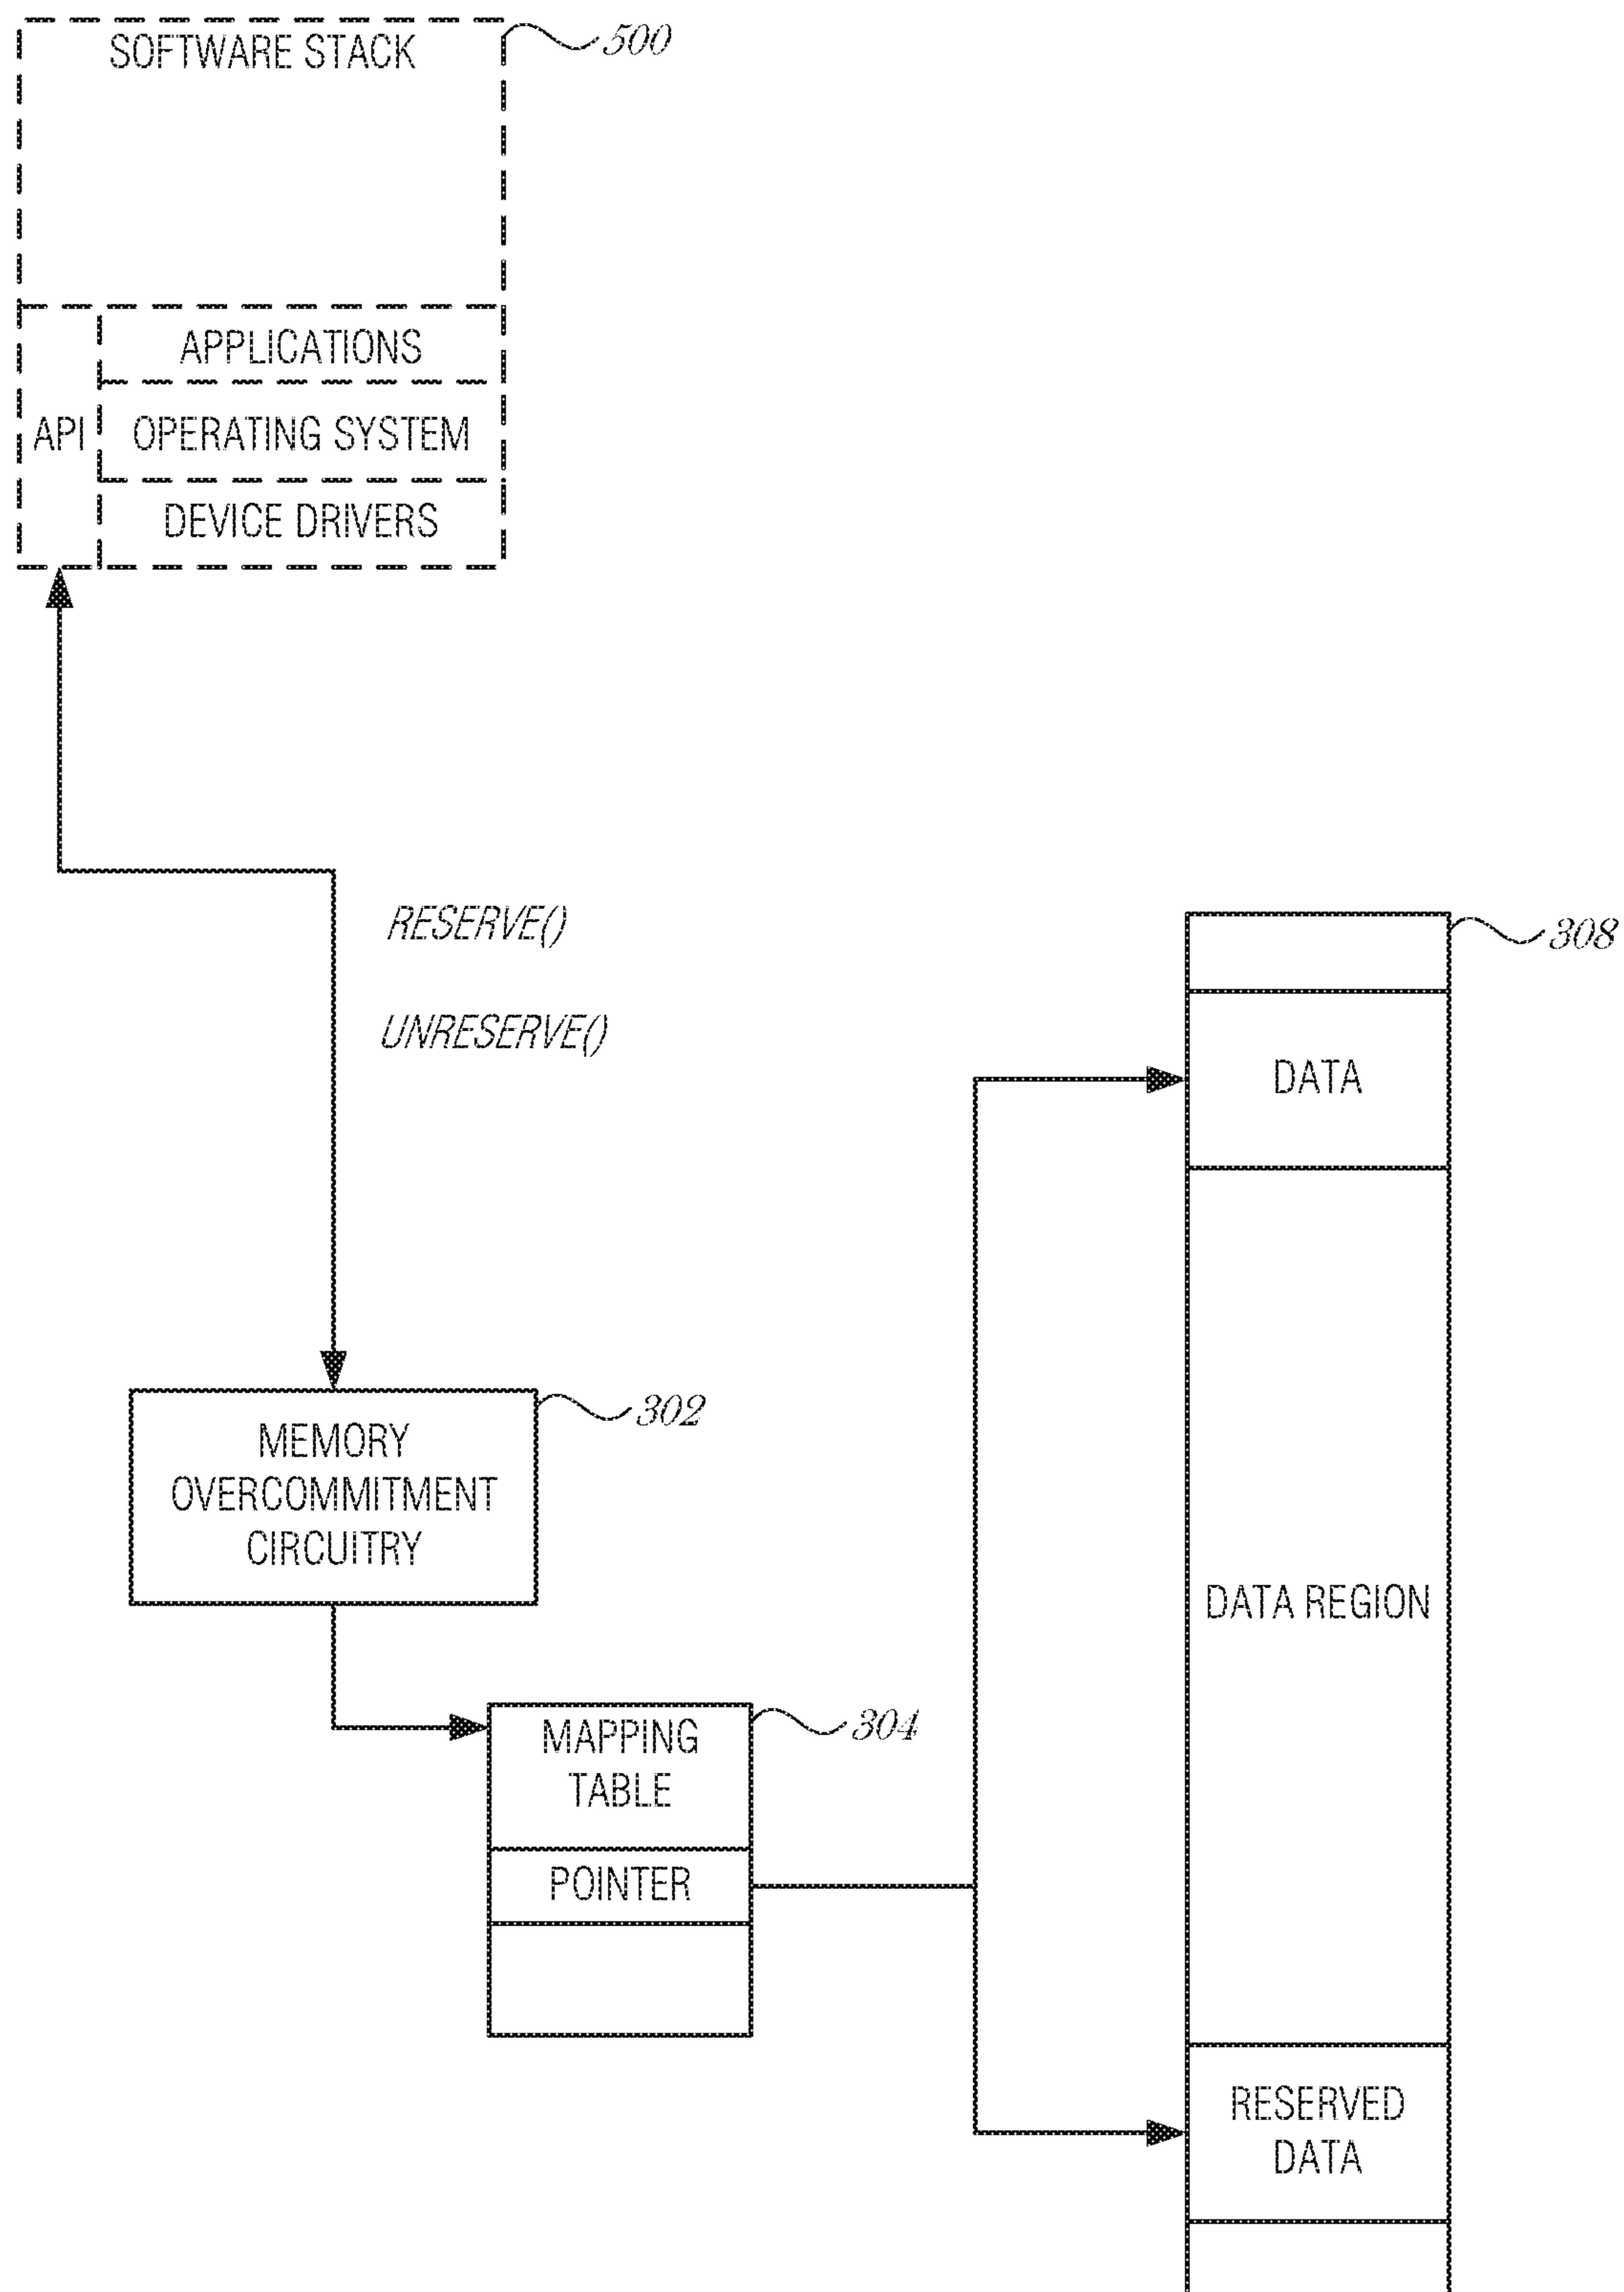 SOFTWARE STACK
500
APPLICATIONS
API
OPERATING SYSTEM
DEVICE DRIVERS
RESERVE()
UNRESERVE()
308
DATA
302
MEMORY
OVERCOMMITMENT
CIRCUITRY
DATA REGION
304
MAPPING
TABLE
POINTER
RESERVED
DATA